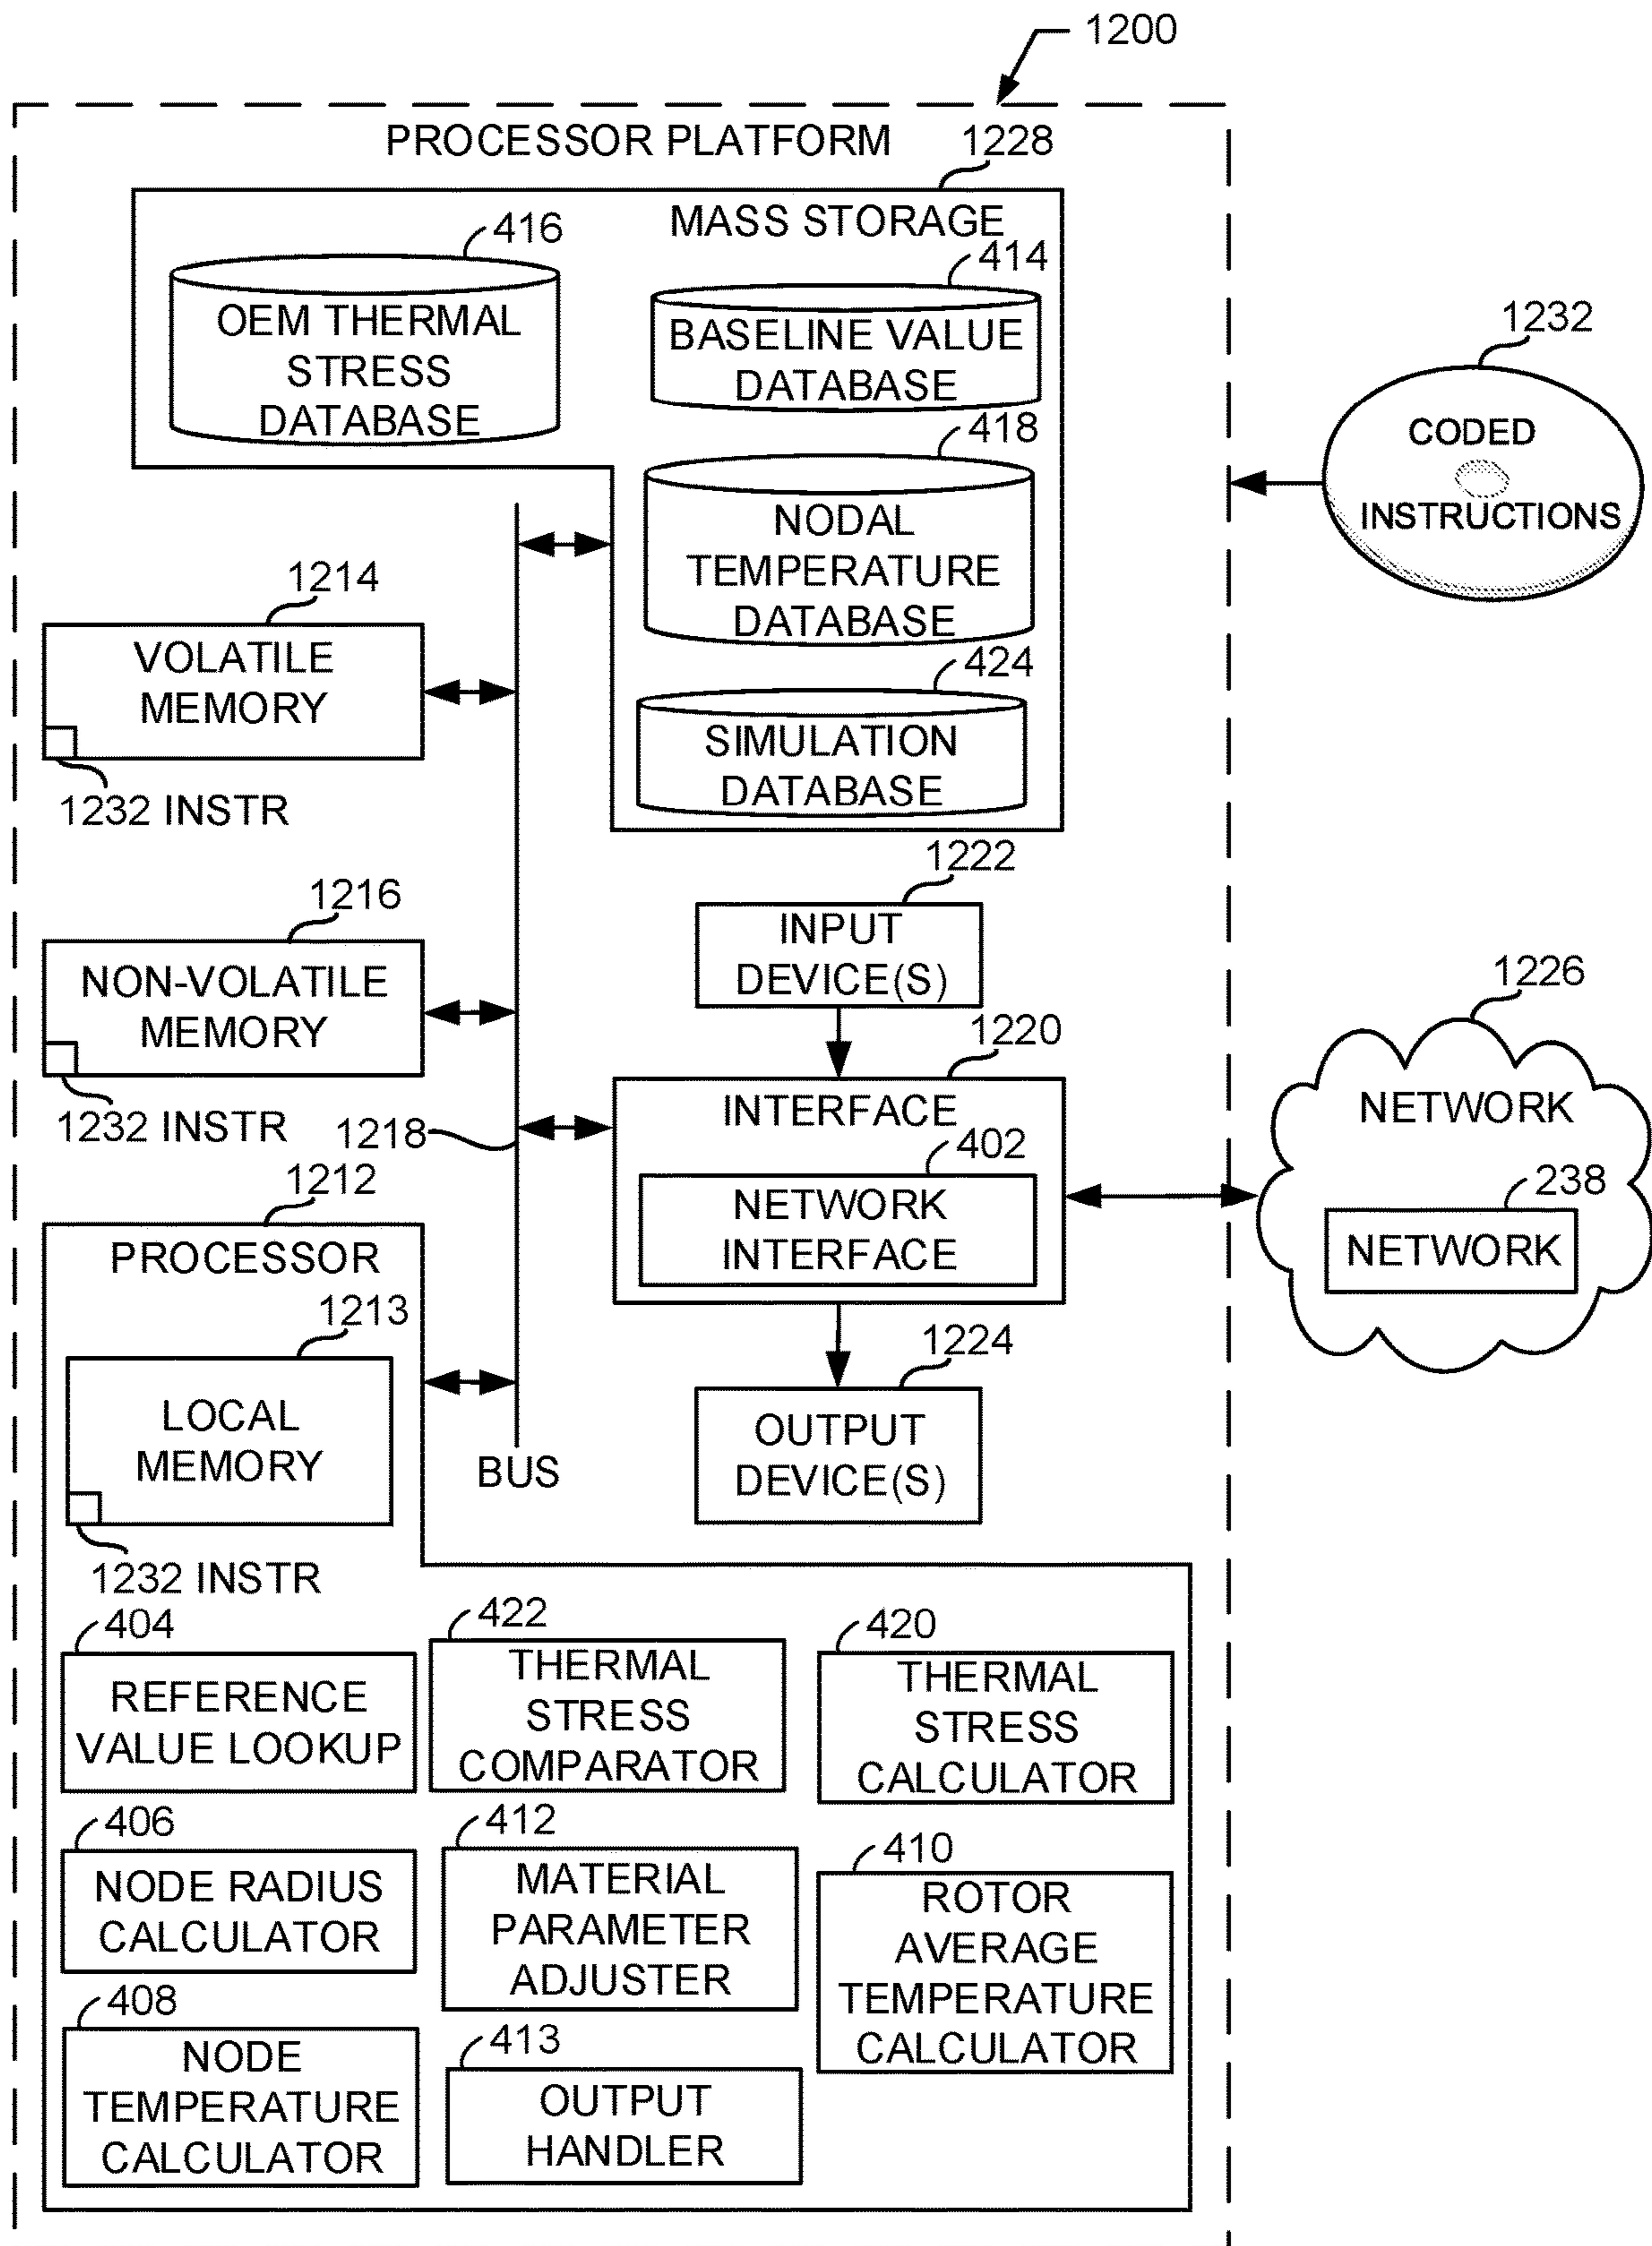 1200
PROCESSOR PLATFORM
1228
MASS STORAGE
416
OEM THERMAL
STRESS
DATABASE
414
BASELINE VALUE
DATABASE
418
NODAL
TEMPERATURE
DATABASE
424
SIMULATION
DATABASE
1232
CODED
INSTRUCTIONS
1214
VOLATILE
MEMORY
1232 INSTR
1216
NON-VOLATILE
MEMORY
1232 INSTR
1222
INPUT
DEVICE(S)
1220
INTERFACE
402
NETWORK
INTERFACE
1218
1226
NETWORK
238
NETWORK
1224
OUTPUT
DEVICE(S)
BUS
1212
PROCESSOR
1213
LOCAL
MEMORY
1232 INSTR
404
REFERENCE
VALUE LOOKUP
422
THERMAL
STRESS
COMPARATOR
420
THERMAL
STRESS
CALCULATOR
406
NODE RADIUS
CALCULATOR
412
MATERIAL
PARAMETER
ADJUSTER
410
ROTOR
AVERAGE
TEMPERATURE
CALCULATOR
408
NODE
TEMPERATURE
CALCULATOR
413
OUTPUT
HANDLER